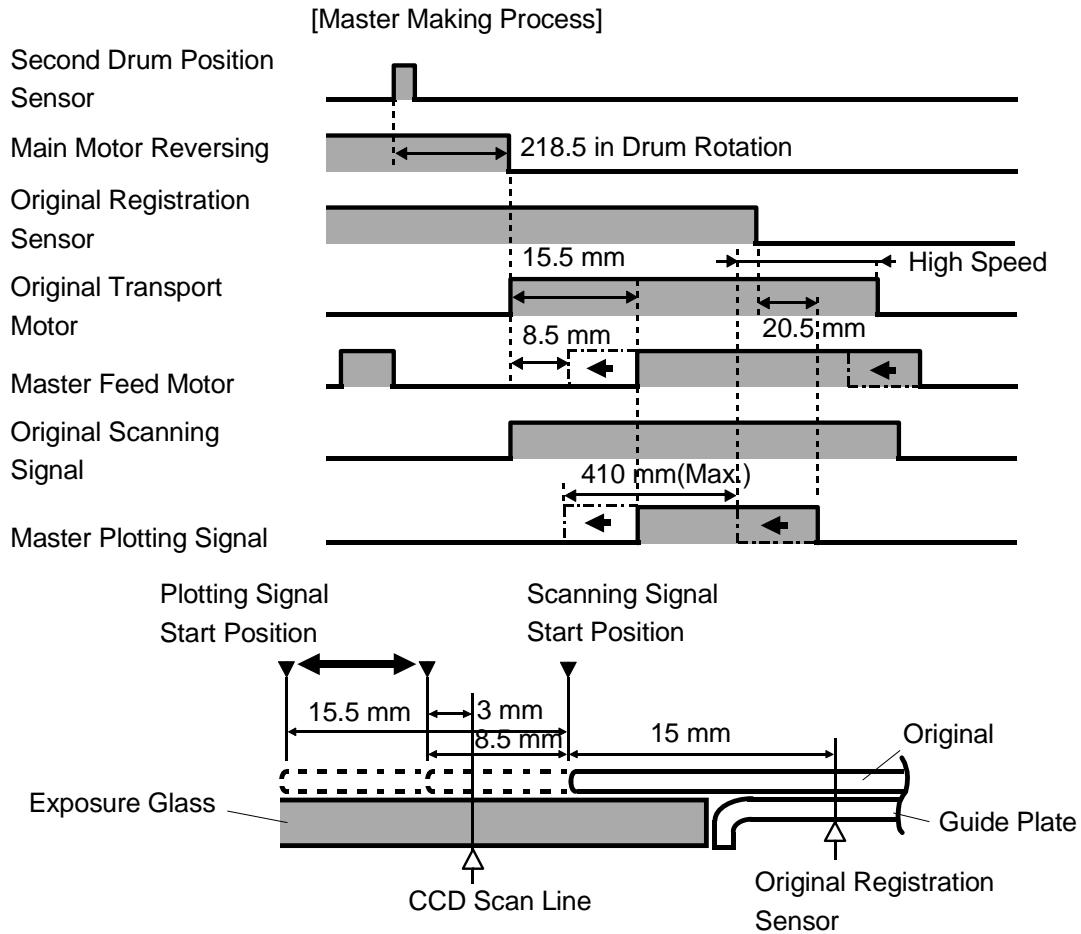 [Master Making Process]
Second Drum Position
Sensor
Main Motor Reversing
218.5 in Drum Rotation
Original Registration
Sensor
15.5 mm
High Speed
Original Transport
Motor
20.5 mm
8.5 mm
Master Feed Motor
Original Scanning
Signal
410 mm(Max.)
Master Plotting Signal
Plotting Signal
Start Position
Scanning Signal
Start Position
15.5 mm
3 mm
8.5 mm
15 mm
Original
Exposure Glass
Guide Plate
CCD Scan Line
Original Registration
Sensor